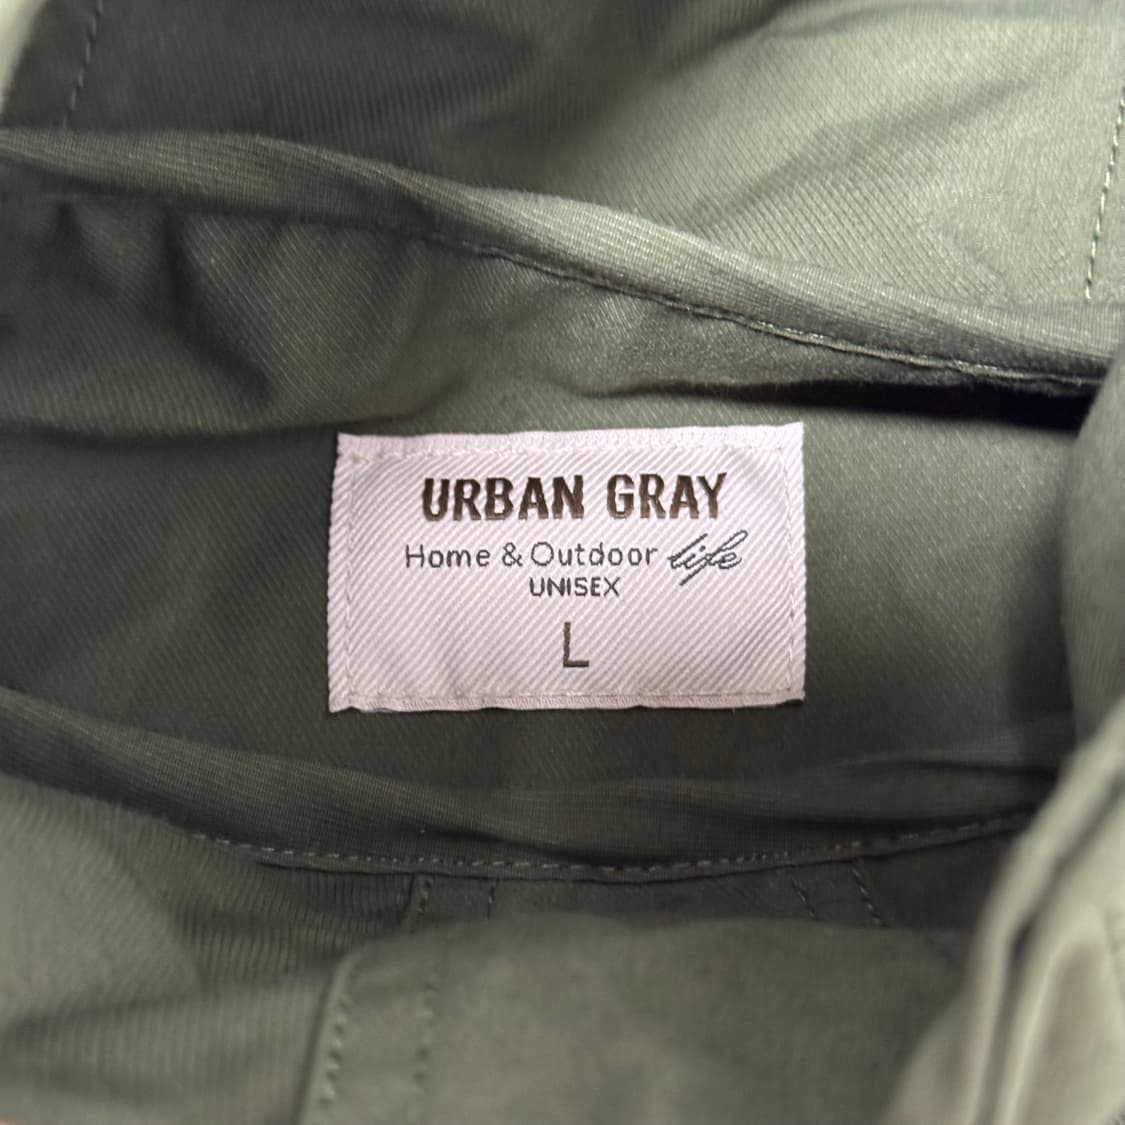 URBAN GRAY
Home & Outdoor life
UNISEX
L